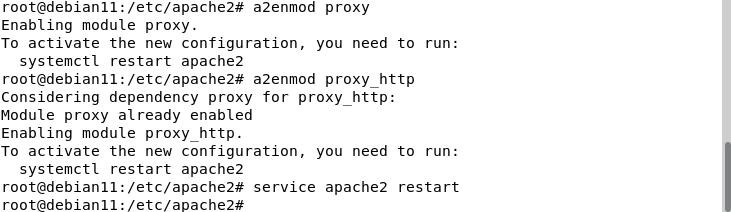 root@debian11:/etc/apache2# a2enmod proxy
Enabling module proxy.
To activate the new configuration, you need to run:
  systemctl restart apache2
root@debian11:/etc/apache2# a2enmod proxy_http
Considering dependency proxy for proxy_http:
Module proxy already enabled
Enabling module proxy_http.
To activate the new configuration, you need to run:
  systemctl restart apache2
root@debian11:/etc/apache2# service apache2 restart
root@debian11:/etc/apache2#